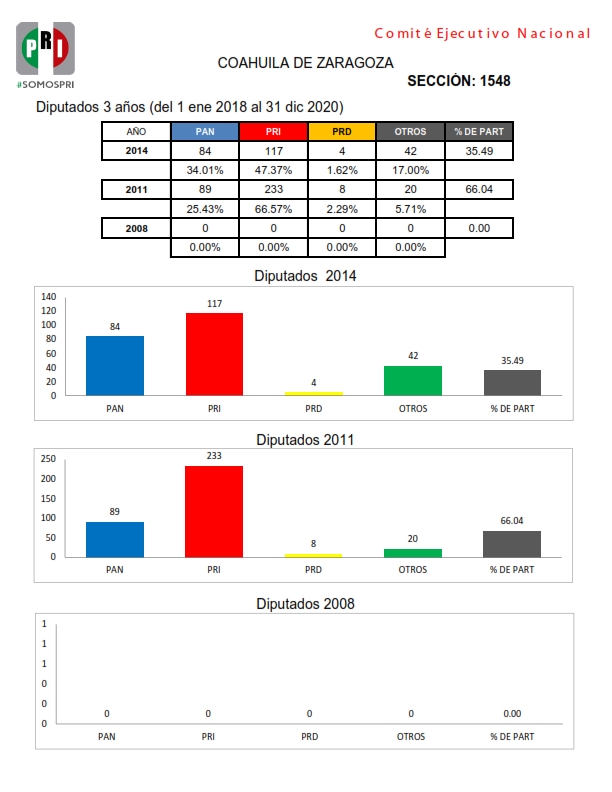 PRI
#SOMOSPRI
Comité Ejecutivo Nacional
COAHUILA DE ZARAGOZA
SECCIÓN: 1548
Diputados 3 años (del 1 ene 2018 al 31 dic 2020)
AÑO PAN PRI PRD OTROS % DE PART
2014 84 117 4 42 35.49
34.01% 47.37% 1.62% 17.00%
2011 89 233 8 20 66.04
25.43% 66.57% 2.29% 5.71%
2008 0 0 0 0 0.00
0.00% 0.00% 0.00% 0.00%
Diputados 2014
140
120
100
80
60
40
20
0
84 117 4 42 35.49
PAN PRI PRD OTROS % DE PART
Diputados 2011
250
200
150
100
50
0
89 233 8 20 66.04
PAN PRI PRD OTROS % DE PART
Diputados 2008
1
1
1
0
0
0
0 0 0 0 0.00
PAN PRI PRD OTROS % DE PART